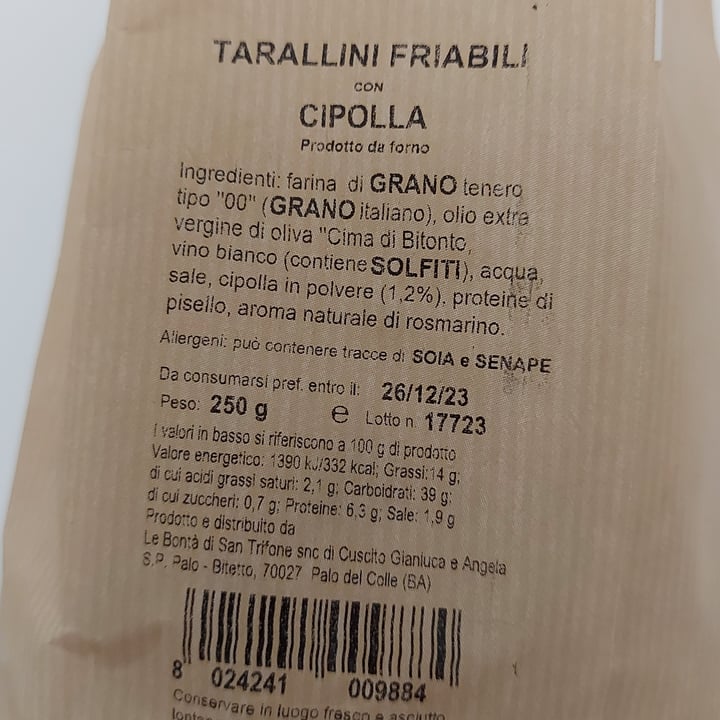 TARALLINI FRIABILI
CON
CIPOLLA
Prodotto da forno
Ingredienti: farina di GRANO tenero
tipo "00" (GRANO italiano), olio extra
vergine di oliva "Cima di Bitonto,
vino bianco (contiene SOLFITI), acqua,
sale, cipolla in polvere (1,2%), proteine di
pisello, aroma naturale di rosmarino.
Allergeni: può contenere tracce di SOIA e SENAPE
Da consumarsi pref. entro il: 26/12/23
Peso: 250 g e Lotto n. 17723
I valori in basso si riferiscono a 100 g di prodotto
Valore energetico: 1390 kJ/332 kcal; Grassi:14 g;
di cui acidi grassi saturi: 2,1 g; Carboidrati: 39 g;
di cui zuccheri: 0,7 g; Proteine: 6,3 g; Sale: 1,9 g
Prodotto e distribuito da
Le Bontà di San Trifone snc di Cuscito Gianluca e Angela
S.P. Palo - Bitetto, 70027 Palo del Colle (BA)
8 024241 009884
Conservare in luogo fresco e asciutto